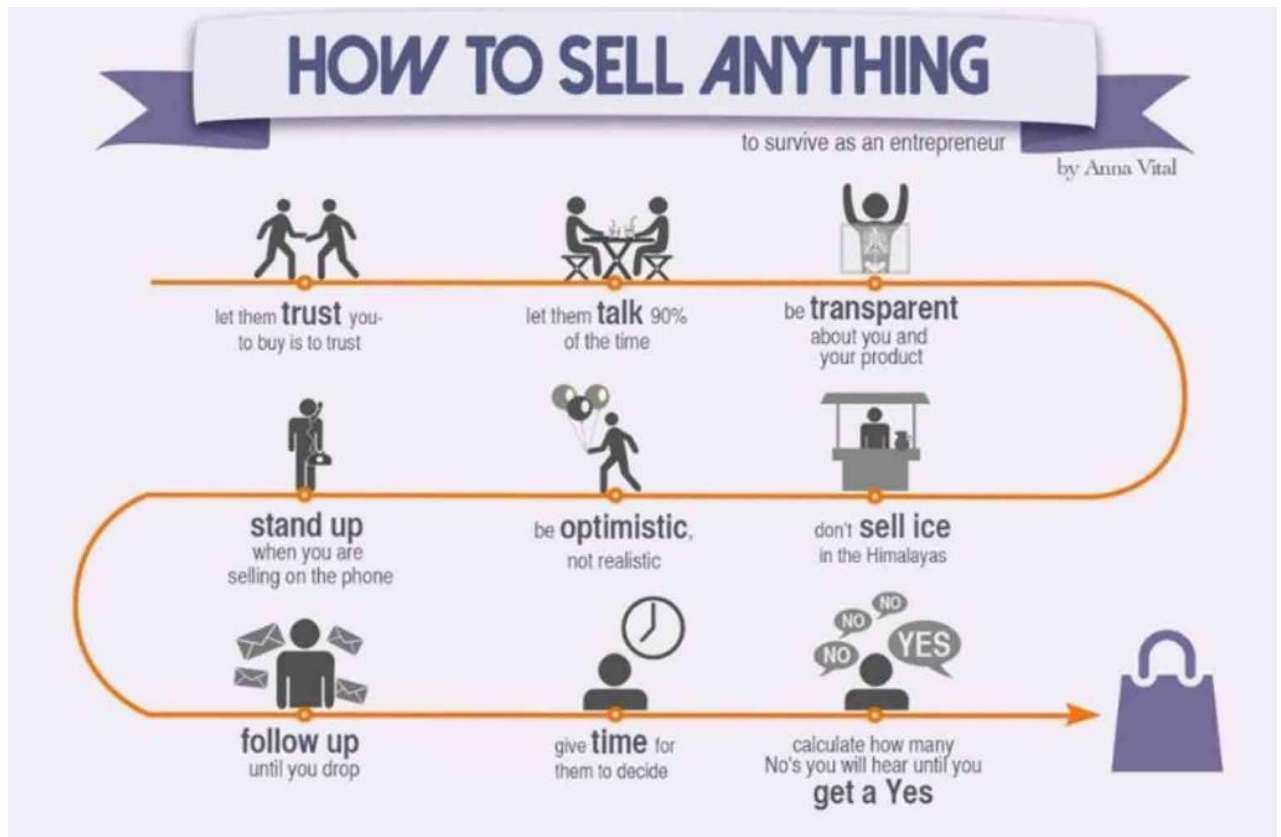 HOW TO SELL ANYTHING
to survive as an entrepreneur
by Anna Vital
let them trust you-
to buy is to trust
let them talk 90%
of the time
be transparent
about you and
your product
don't sell ice
in the Himalayas
be optimistic,
not realistic
stand up
when you are
selling on the phone
follow up
until you drop
give time for
them to decide
NO
NO
NO
YES
calculate how many
No's you will hear until you
get a Yes